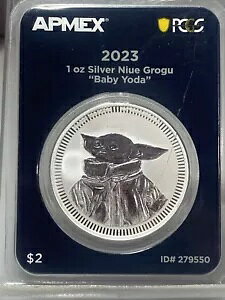 APMEX PCGS
2023
1 oz Silver Niue Grogu
"Baby Yoda"
$2 ID# 279550